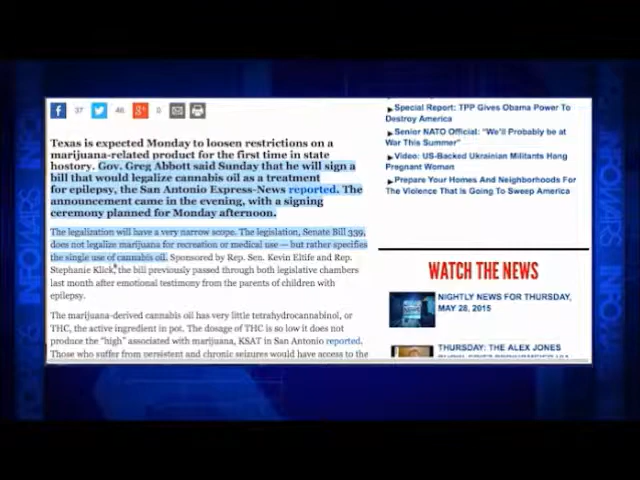 37
46
0
Texas is expected Monday to loosen restrictions on a
marijuana-related product for the first time in state
hostory. Gov. Greg Abbott said Sunday that he will sign a
bill that would legalize cannabis oil as a treatment
for epilepsy, the San Antonio Express-News reported. The
announcement came in the evening, with a signing
ceremony planned for Monday afternoon.
The legalization will have a very narrow scope. The legislation, Senate Bill 339,
does not legalize marijuana for recreation or medical use — but rather specifies
the single use of cannabis oil. Sponsored by Rep. Sen. Kevin Eltife and Rep.
Stephanie Klick, the bill previously passed through both legislative chambers
last month after emotional testimony from the parents of children with
epilepsy.
The marijuana-derived cannabis oil has very little tetrahydrocannabinol, or
THC, the active ingredient in pot. The dosage of THC is so low it does not
produce the "high" associated with marijuana, KSAT in San Antonio reported.
Those who suffer from persistent and chronic seizures would have access to the
Special Report: TPP Gives Obama Power To
Destroy America
Senior NATO Official: "We'll Probably be at
War This Summer"
Video: US-Backed Ukrainian Militants Hang
Pregnant Woman
Prepare Your Homes And Neighborhoods For
The Violence That Is Going To Sweep America
WATCH THE NEWS
NIGHTLY NEWS FOR THURSDAY,
MAY 28, 2015
THURSDAY: THE ALEX JONES
INFOWARS